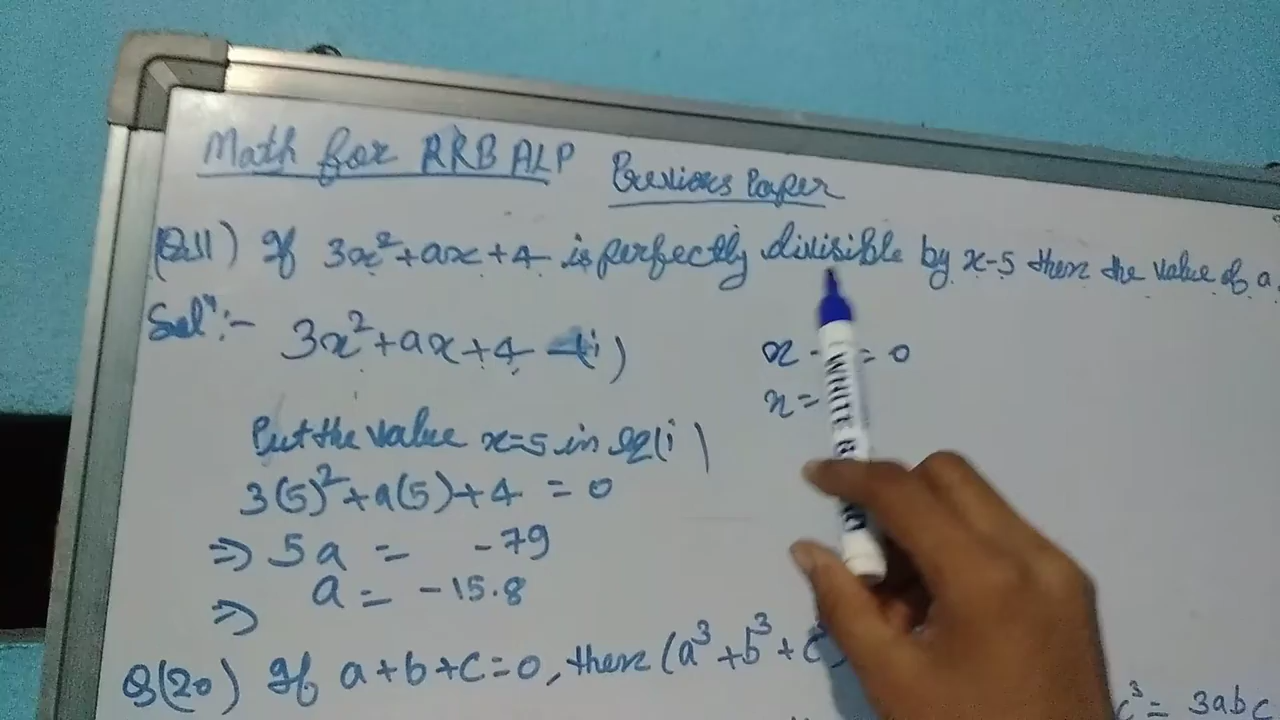 Math for RRB ALP Previous Paper
(Q11) If 3x²+ax+4 is perfectly divisible by x-5 then the value of a.
Solⁿ:- 3x²+ax+4 —(i)
x - = 0
x =
Put the value x=5 in eq(i)
3(5)²+a(5)+4 = 0
⇒ 5a = -79
⇒ a = -15.8
Q(20) If a+b+c=0, then (a³+b³+c
c³ = 3abc
WHITE B